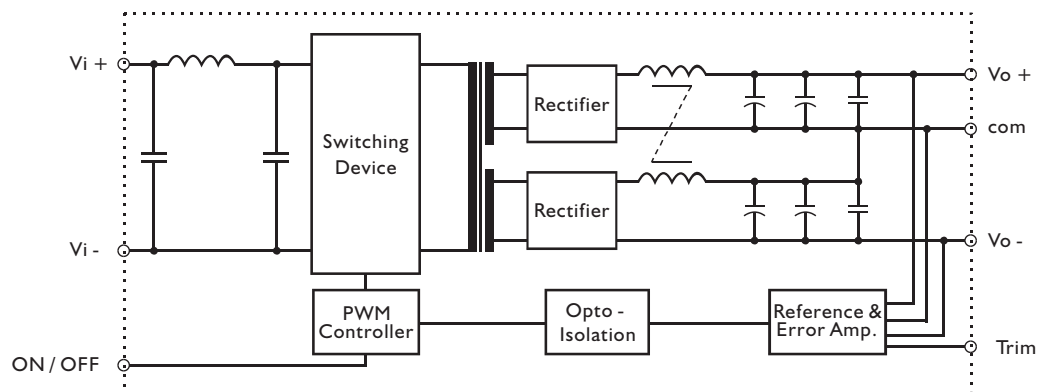 Vi +
Vo +
Rectifier
com
Switching
Device
Rectifier
Vi -
Vo -
PWM
Controller
Opto -
Isolation
Reference &
Error Amp.
Trim
ON / OFF